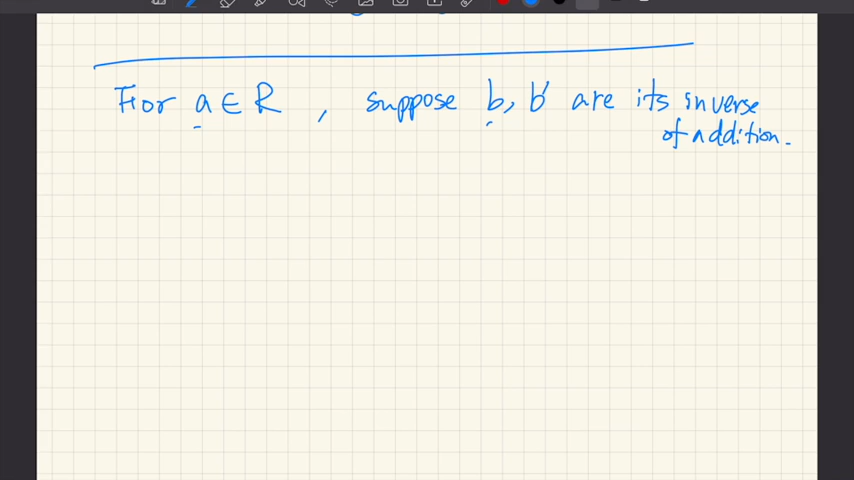 For a ∈ R , suppose b, b' are its inverse
of addition.